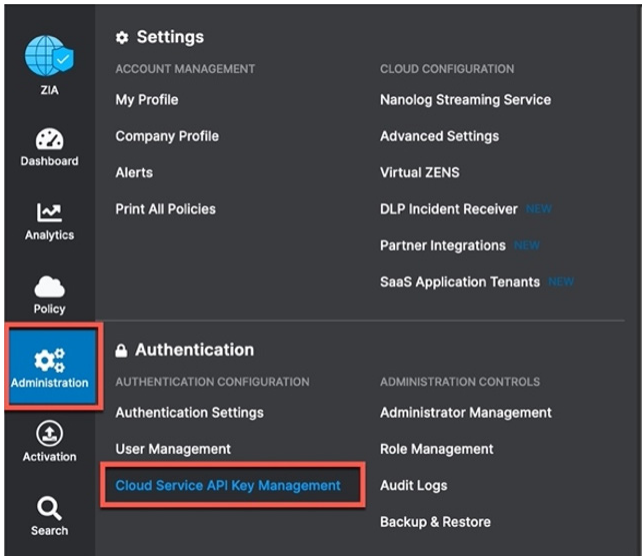 ZIA
Dashboard
Analytics
Policy
Administration
Activation
Search
Settings
ACCOUNT MANAGEMENT
My Profile
Company Profile
Alerts
Print All Policies
CLOUD CONFIGURATION
Nanolog Streaming Service
Advanced Settings
Virtual ZENS
DLP Incident Receiver NEW
Partner Integrations NEW
SaaS Application Tenants NEW
Authentication
AUTHENTICATION CONFIGURATION
Authentication Settings
User Management
Cloud Service API Key Management
ADMINISTRATION CONTROLS
Administrator Management
Role Management
Audit Logs
Backup & Restore